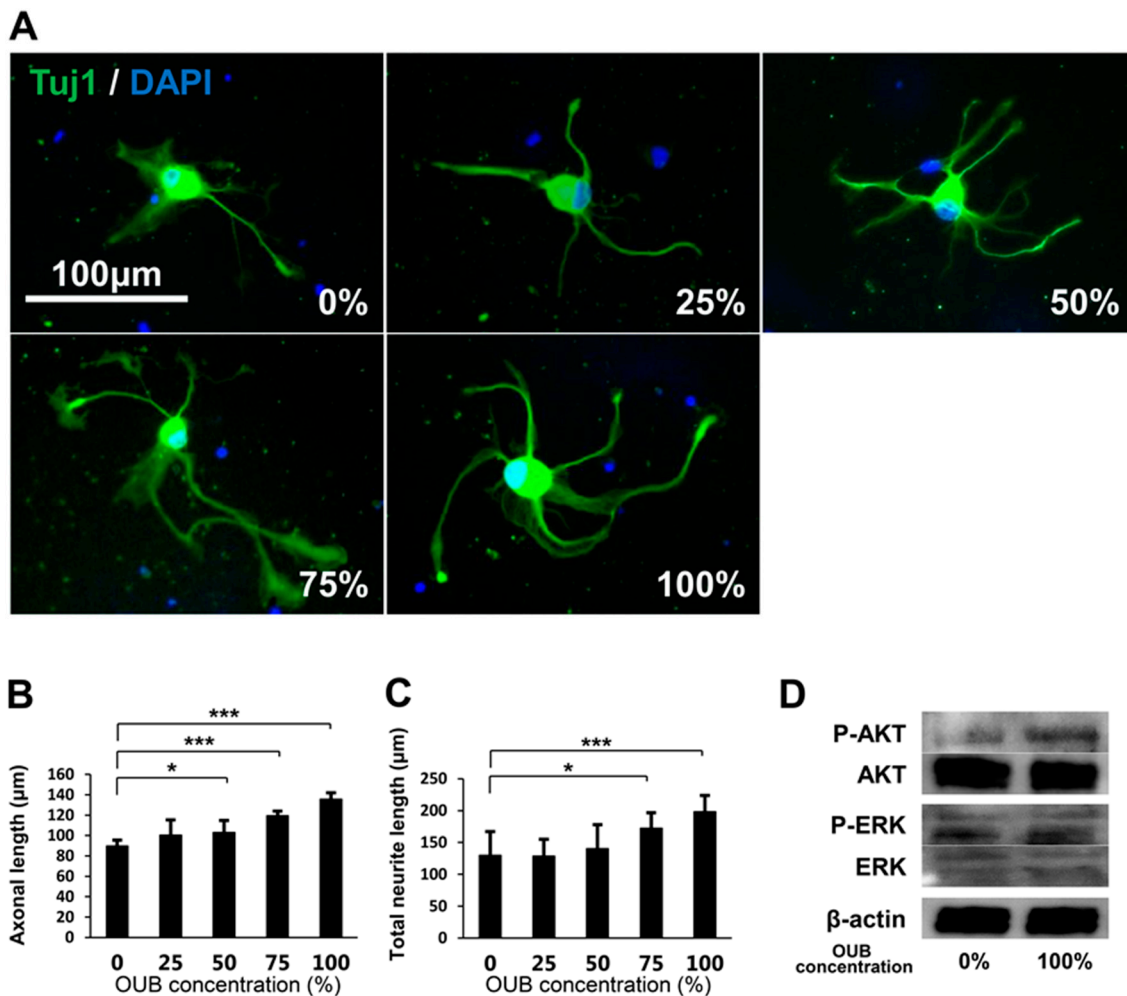 A
Tuj1 / DAPI
100μm
0%
25%
50%
75%
100%
B
***
***
*
Axonal length (μm)
160
140
120
100
80
60
40
20
0
0 25 50 75 100
OUB concentration (%)
C
***
*
Total neurite length (μm)
250
200
150
100
50
0
0 25 50 75 100
OUB concentration (%)
D
P-AKT
AKT
P-ERK
ERK
β-actin
OUB
concentration
0% 100%